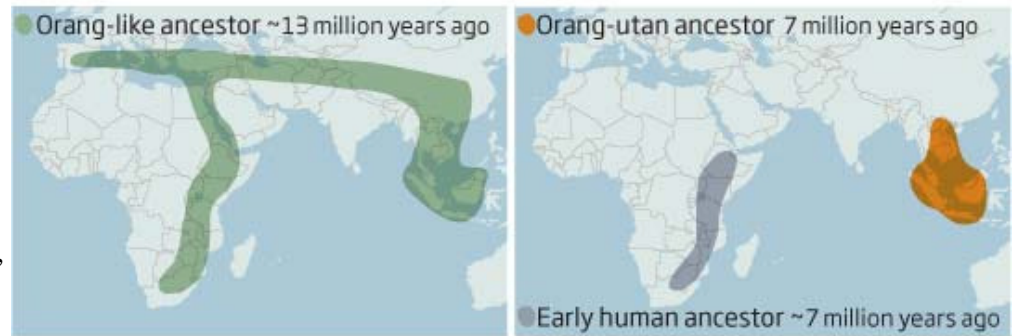 Orang-like ancestor ~13 million years ago
Orang-utan ancestor 7 million years ago
,
Early human ancestor ~7 million years ago